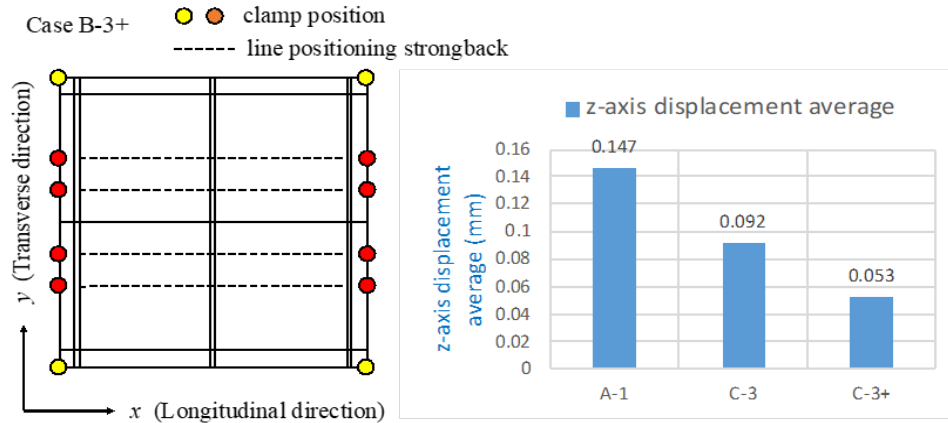 Case B-3+
clamp position
line positioning strongback
y (Transverse direction)
x (Longitudinal direction)
z-axis displacement average
z-axis displacement
average (mm)
0.16
0.14
0.12
0.1
0.08
0.06
0.04
0.02
0
0.147
0.092
0.053
A-1
C-3
C-3+